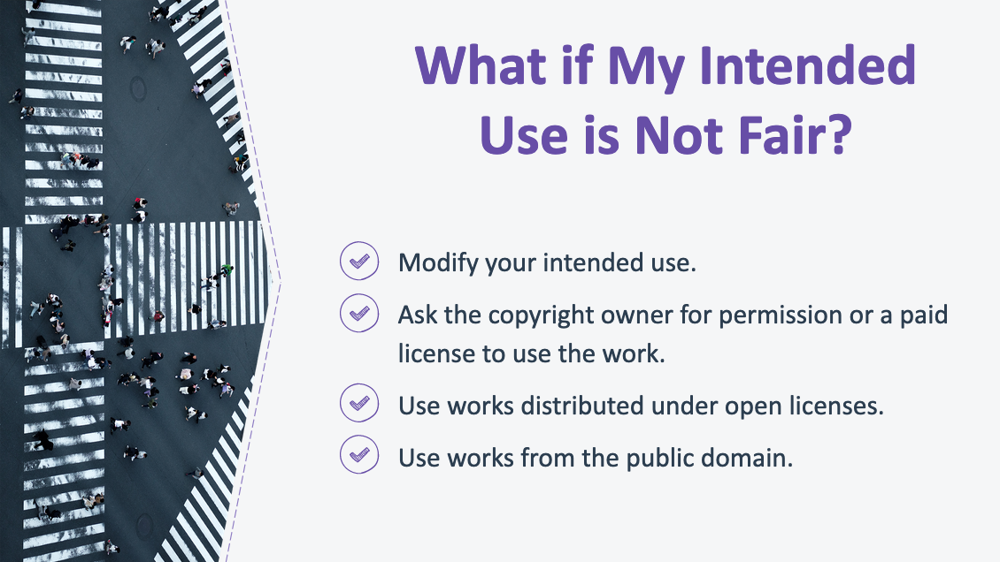 What if My Intended
Use is Not Fair?
Modify your intended use.
Ask the copyright owner for permission or a paid
license to use the work.
Use works distributed under open licenses.
Use works from the public domain.